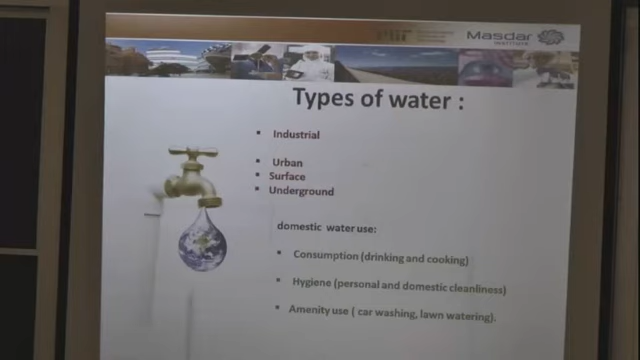 Masdar
INSTITUTE
Types of water :
Industrial
Urban
Surface
Underground
domestic water use:
Consumption (drinking and cooking)
Hygiene (personal and domestic cleanliness)
Amenity use ( car washing, lawn watering).